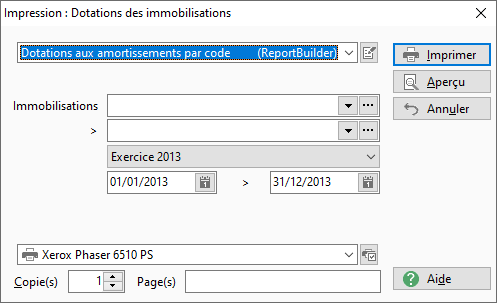 Impression : Dotations des immobilisations
Dotations aux amortissements par code (ReportBuilder)
Imprimer
Aperçu
Annuler
Immobilisations
>
Exercice 2013
01/01/2013 > 31/12/2013
Xerox Phaser 6510 PS
Copie(s) 1 Page(s)
Aide